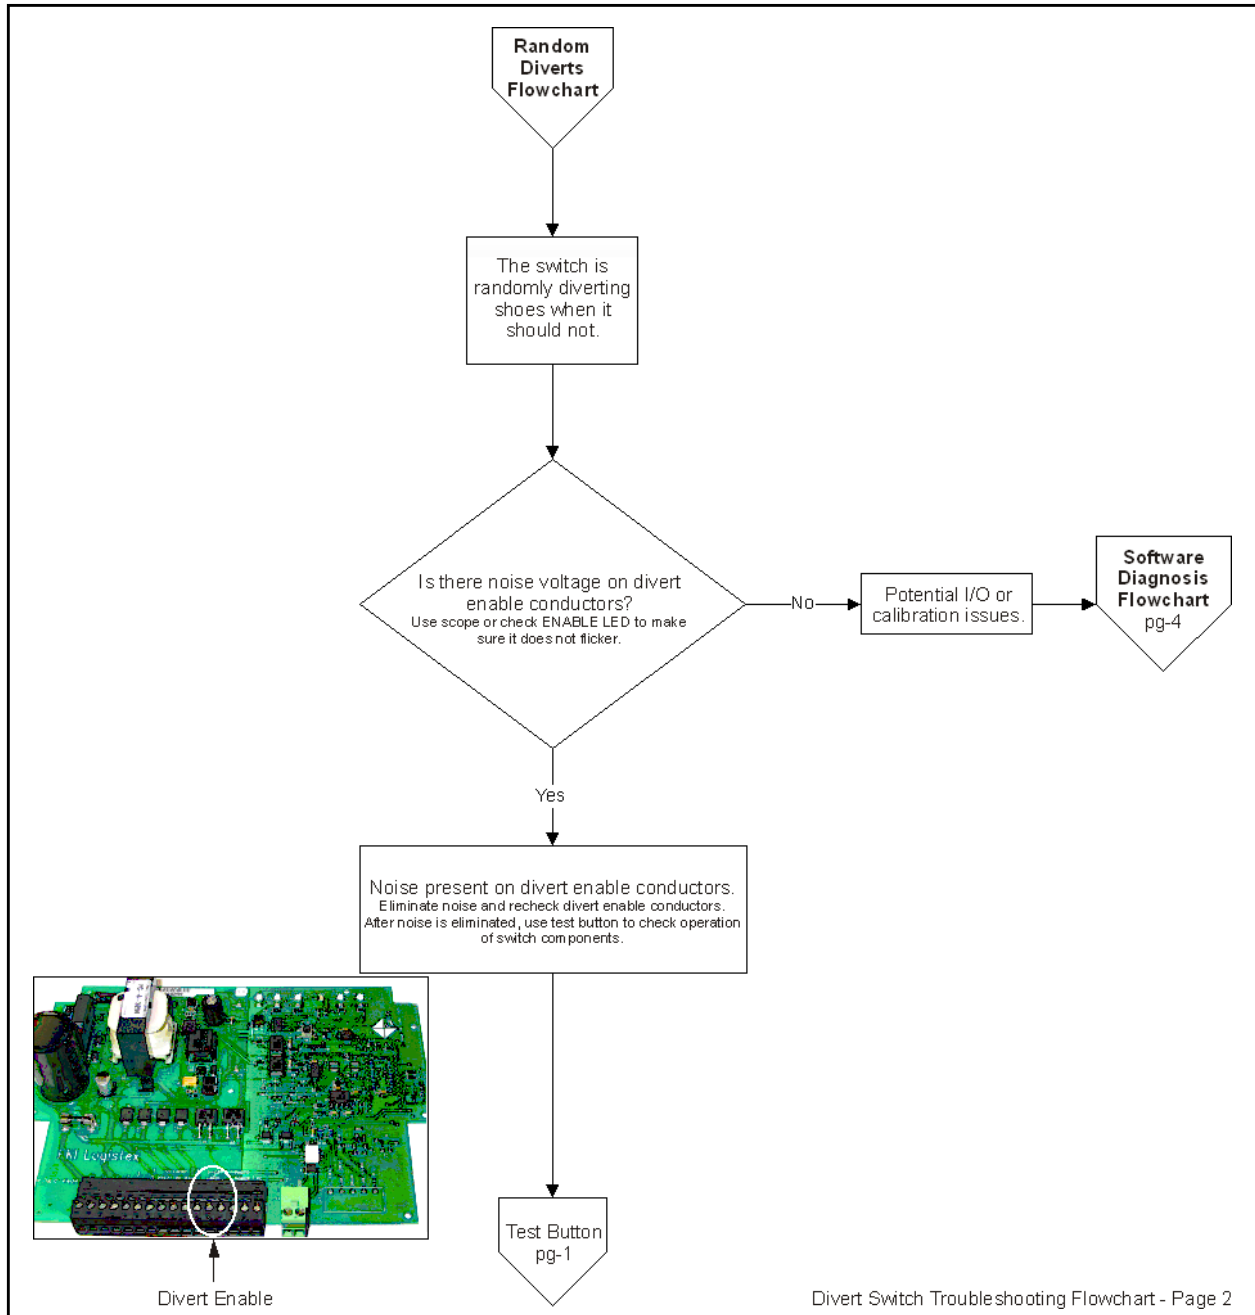 Random
Diverts
Flowchart
The switch is
randomly diverting
shoes when it
should not.
Is there noise voltage on divert
enable conductors?
Use scope or check ENABLE LED to make
sure it does not flicker.
No
Potential I/O or
calibration issues.
Software
Diagnosis
Flowchart
pg-4
Yes
Noise present on divert enable conductors.
Eliminate noise and recheck divert enable conductors.
After noise is eliminated, use test button to check operation
of switch components.
FKI Logistex
Test Button
pg-1
Divert Enable
Divert Switch Troubleshooting Flowchart - Page 2